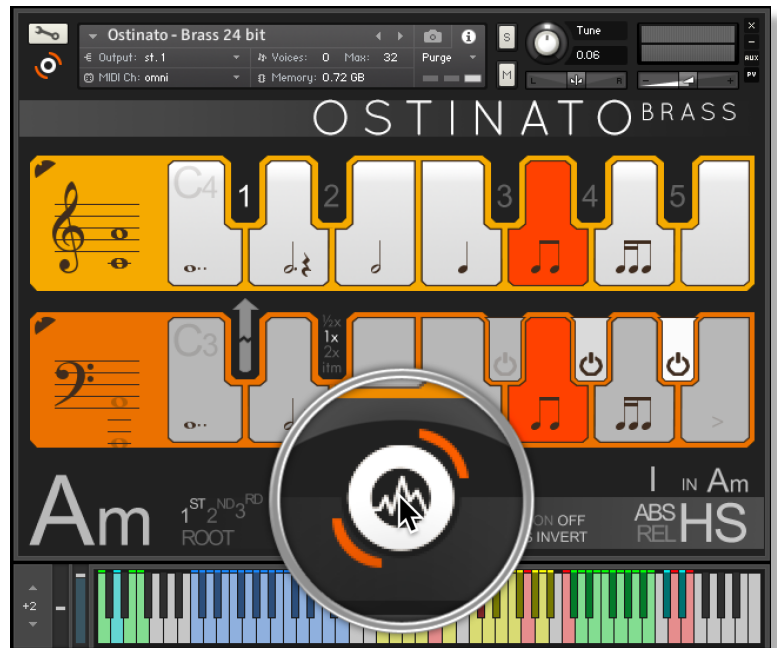 Ostinato - Brass 24 bit
Output: st.1 Voices: 0 Max: 32 Purge
MIDI Ch: omni Memory: 0.72 GB
S
M
Tune
0.06
L R
- +
×
–
AUX
PV
OSTINATO BRASS
C4 1 2 3 4 5
C3
½x
1x
2x
itm
>
Am
1ST 2ND 3RD
ROOT
ON OFF
INVERT
I IN Am
ABS
REL
HS
+2